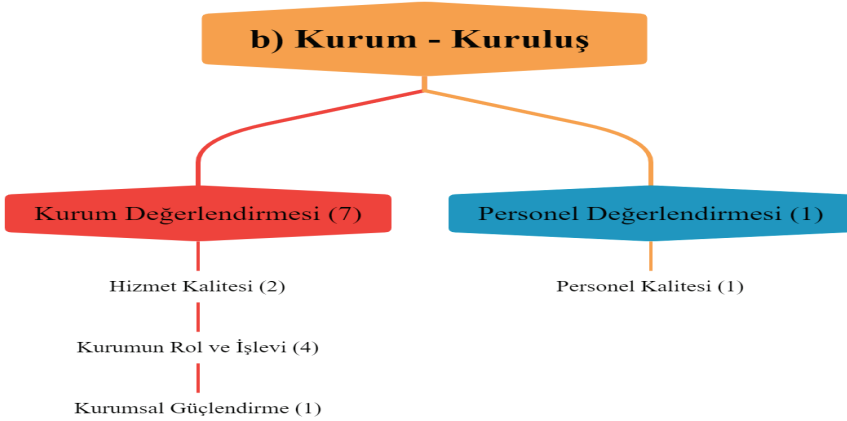 b) Kurum - Kuruluş
Kurum Değerlendirmesi (7)
Personel Değerlendirmesi (1)
Hizmet Kalitesi (2)
Personel Kalitesi (1)
Kurumun Rol ve İşlevi (4)
Kurumsal Güçlendirme (1)